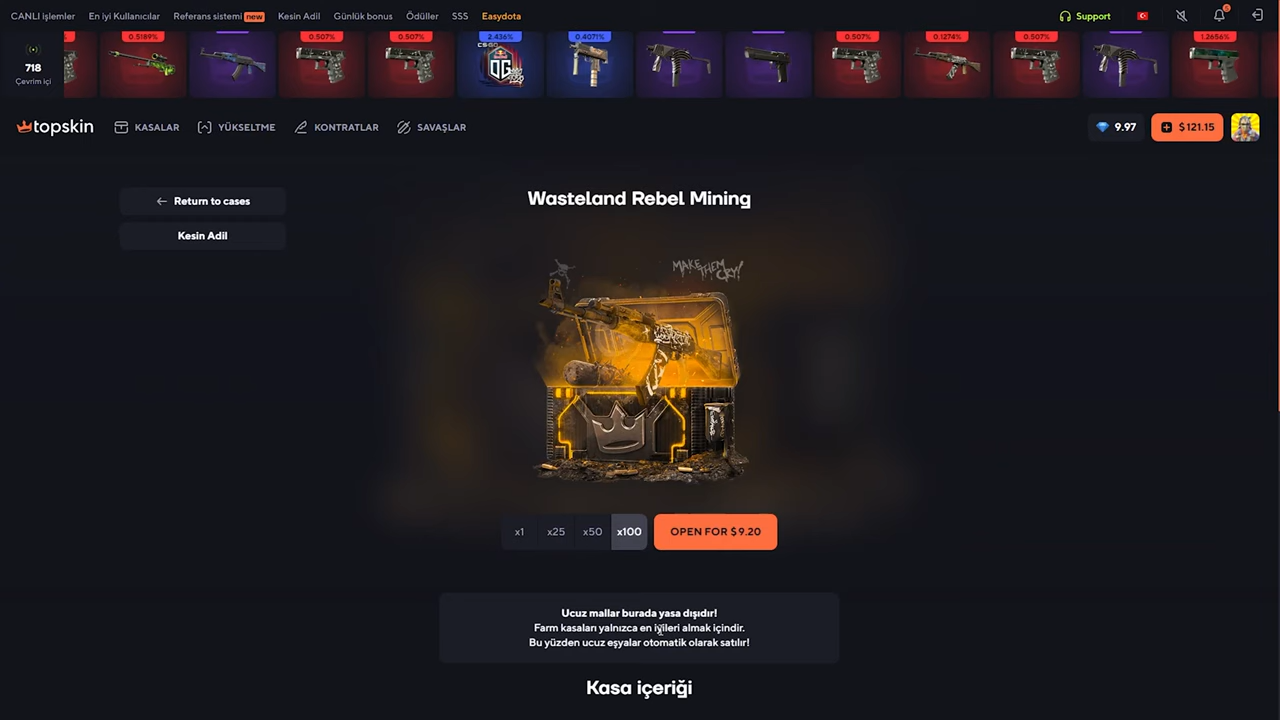 CANLI işlemler
En iyi Kullanıcılar
Referans sistemi new
Kesin Adil
Günlük bonus
Ödüller
SSS
Easydota
Support
5
718
Çevrim içi
0.5189%
0.507%
0.507%
2.436%
0.4071%
0.507%
0.1274%
0.507%
1.2656%
CS:GO
OG
topskin
KASALAR
YÜKSELTME
KONTRATLAR
SAVAŞLAR
9.97
$121.15
← Return to cases
Kesin Adil
Wasteland Rebel Mining
MAKE THEM CRY!
x1
x25
x50
x100
OPEN FOR $9.20
Ucuz mallar burada yasa dışıdır!
Farm kasaları yalnızca en iyileri almak içindir.
Bu yüzden ucuz eşyalar otomatik olarak satılır!
Kasa içeriği